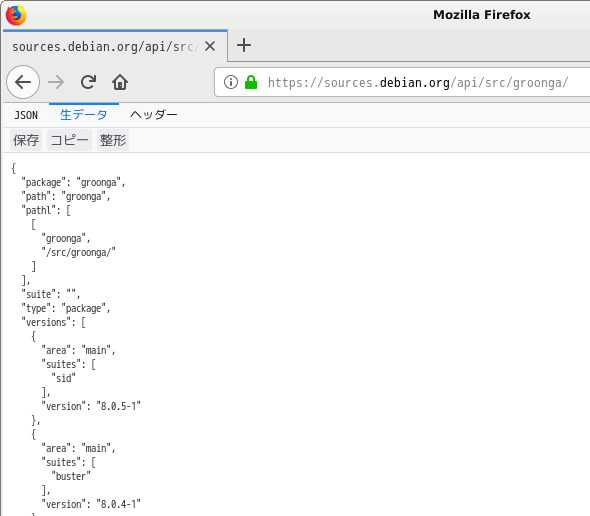 Mozilla Firefox
sources.debian.org/api/src/
https://sources.debian.org/api/src/groonga/
JSON 生データ ヘッダー
保存 コピー 整形
{
  "package": "groonga",
  "path": "groonga",
  "pathl": [
    [
      "groonga",
      "/src/groonga/"
    ]
  ],
  "suite": "",
  "type": "package",
  "versions": [
    {
      "area": "main",
      "suites": [
        "sid"
      ],
      "version": "8.0.5-1"
    },
    {
      "area": "main",
      "suites": [
        "buster"
      ],
      "version": "8.0.4-1"